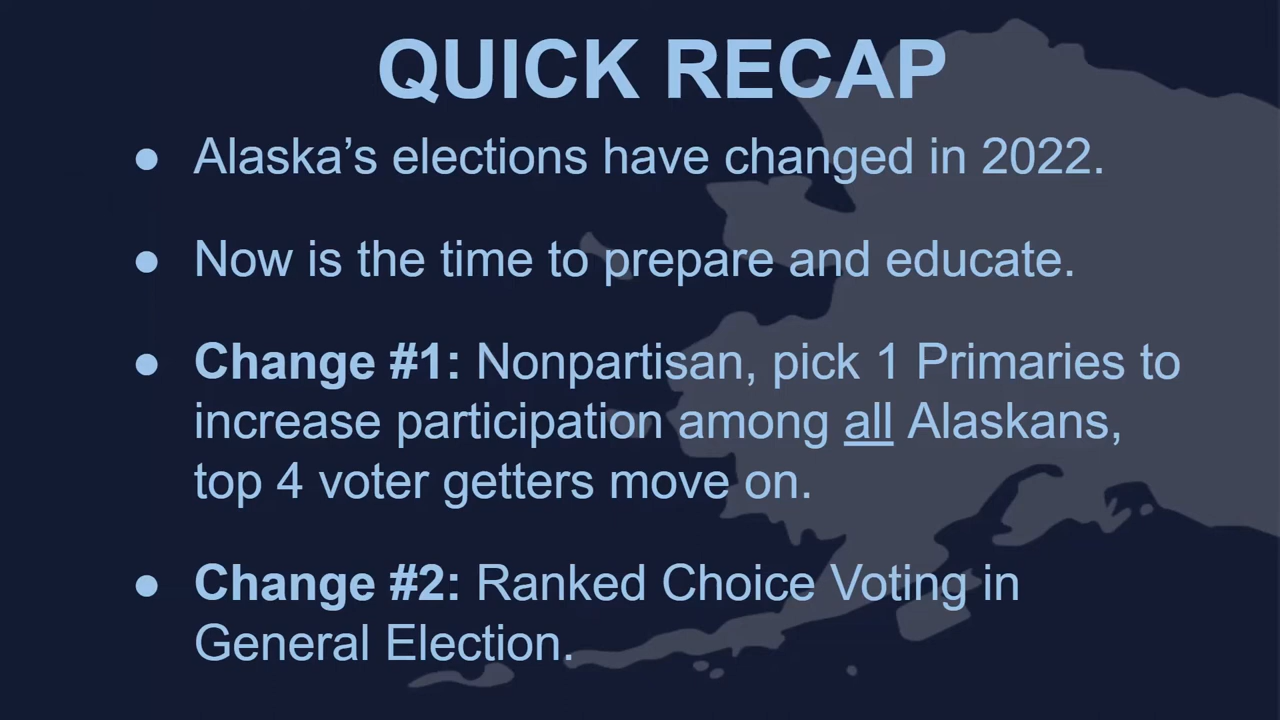 QUICK RECAP
● Alaska’s elections have changed in 2022.
● Now is the time to prepare and educate.
● Change #1: Nonpartisan, pick 1 Primaries to
increase participation among all Alaskans,
top 4 voter getters move on.
● Change #2: Ranked Choice Voting in
General Election.